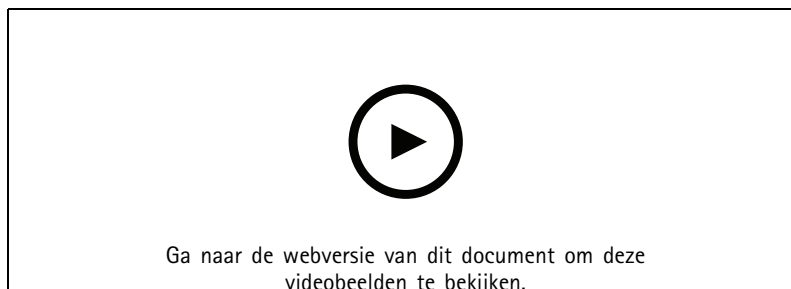 Ga naar de webversie van dit document om deze
videobeelden te bekijken.